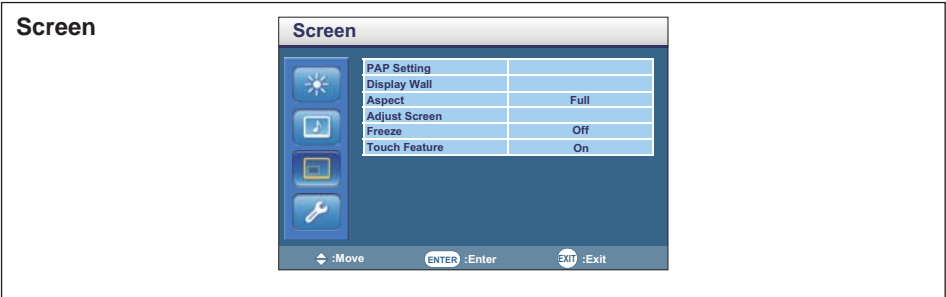 Screen
Screen
PAP Setting
Display Wall
Aspect Full
Adjust Screen
Freeze Off
Touch Feature On
:Move ENTER :Enter EXIT :Exit